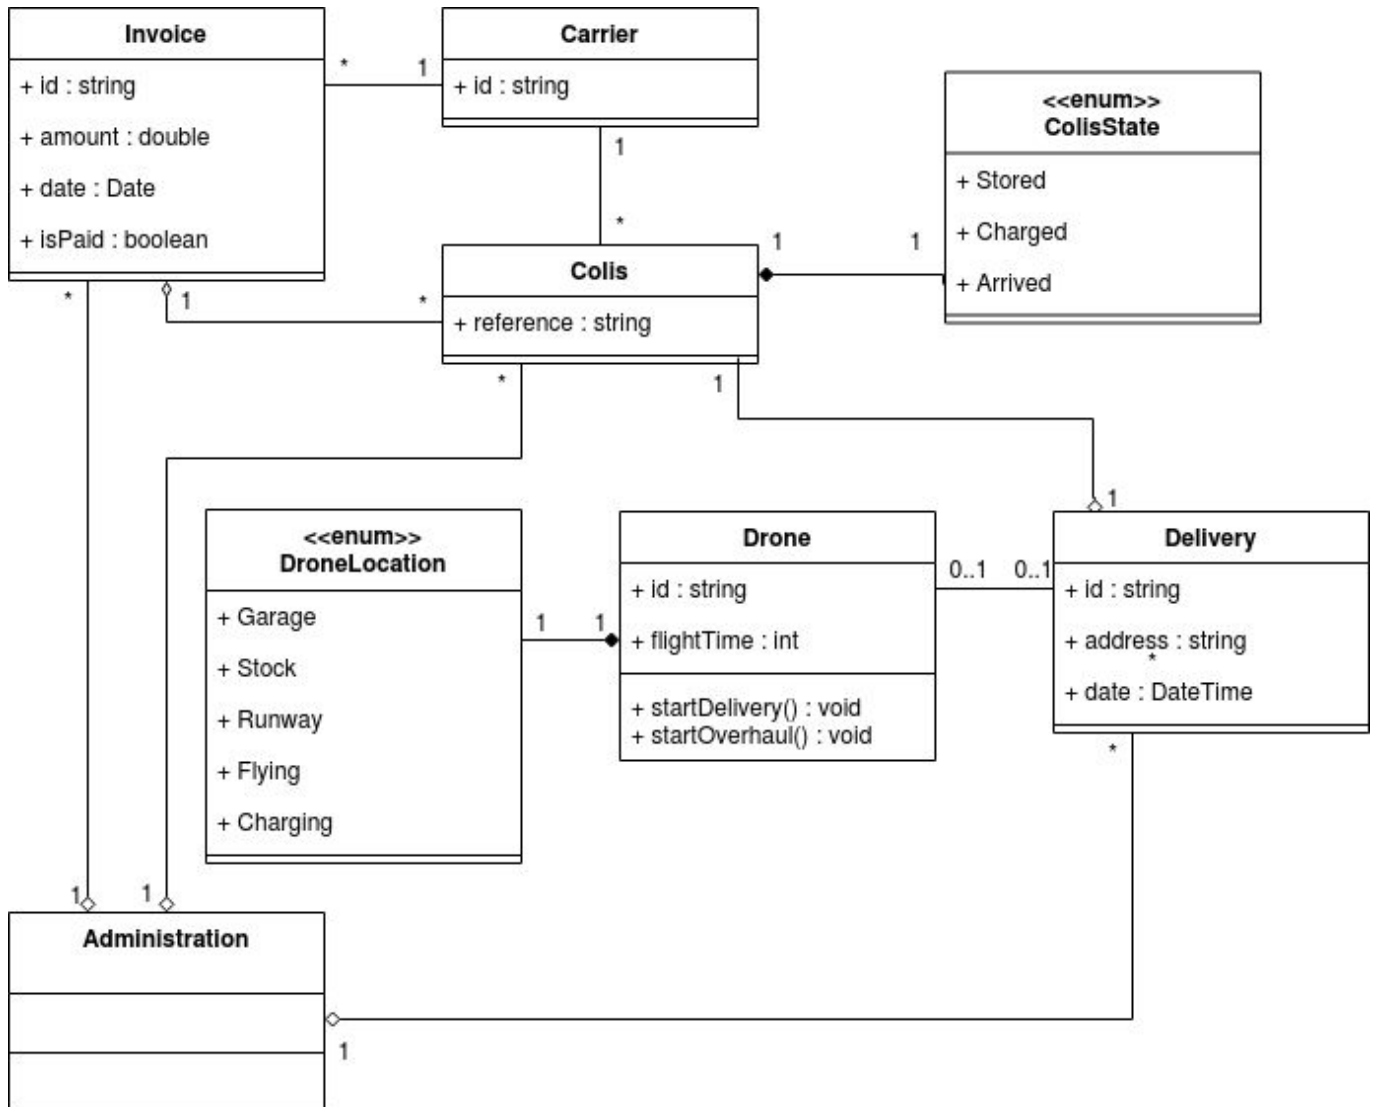 Invoice
+ id : string
+ amount : double
+ date : Date
+ isPaid : boolean
* 1
Carrier
+ id : string
1
*
<<enum>>
ColisState
+ Stored
+ Charged
+ Arrived
1 1
Colis
+ reference : string
* 1
*
* 1
1
<<enum>>
DroneLocation
+ Garage
+ Stock
+ Runway
+ Flying
+ Charging
1 1
Drone
+ id : string
+ flightTime : int
+ startDelivery() : void
+ startOverhaul() : void
0..1 0..1
Delivery
+ id : string
+ address : string
*
+ date : DateTime
*
1 1
Administration
1